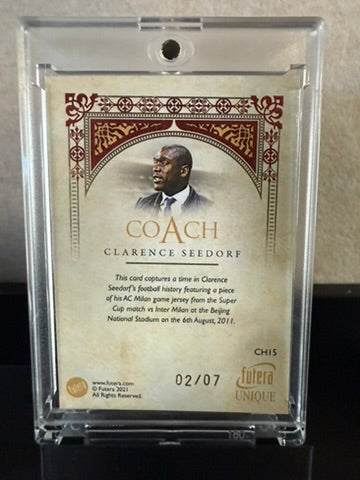 COACH
CLARENCE SEEDORF
This card captures a time in Clarence
Seedorf's football history featuring a piece
of his AC Milan game jersey from the Super
Cup match vs Inter Milan at the Beijing
National Stadium on the 6th August, 2011.
CH15
futera
www.futera.com
© Futera 2021
All Rights Reserved.
02/07
futera
UNIQUE